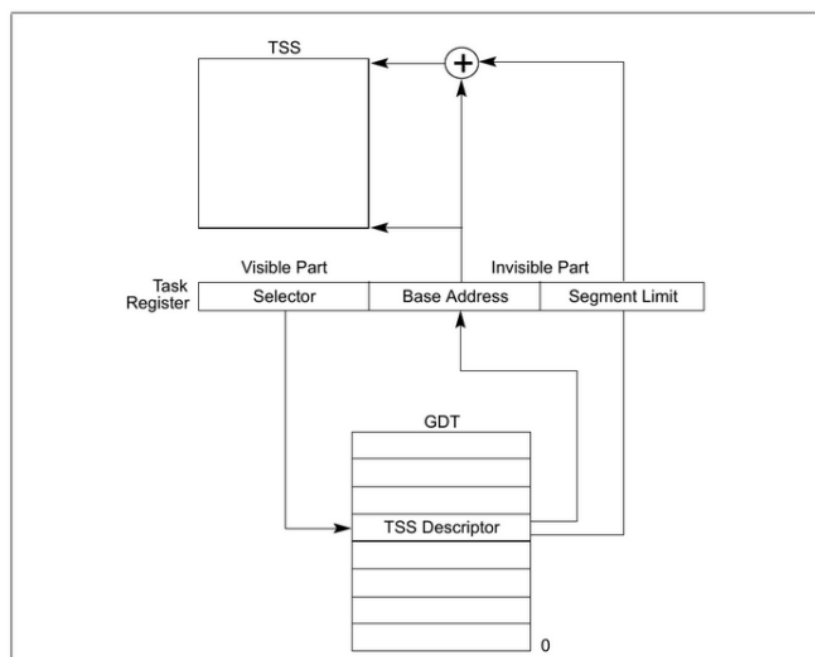 TSS
+
Visible Part
Invisible Part
Task
Register
Selector
Base Address
Segment Limit
GDT
TSS Descriptor
0